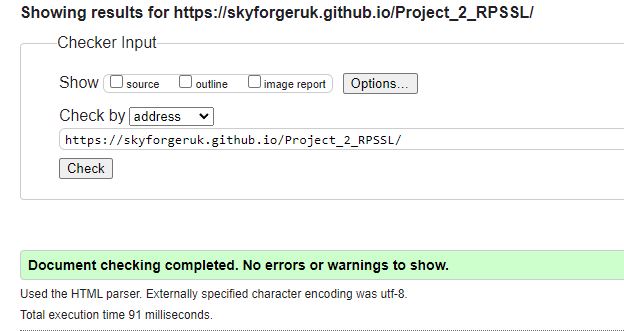 Showing results for https://skyforgeruk.github.io/Project_2_RPSSL/
Checker Input
Show source outline image report Options...
Check by address
https://skyforgeruk.github.io/Project_2_RPSSL/
Check
Document checking completed. No errors or warnings to show.
Used the HTML parser. Externally specified character encoding was utf-8.
Total execution time 91 milliseconds.